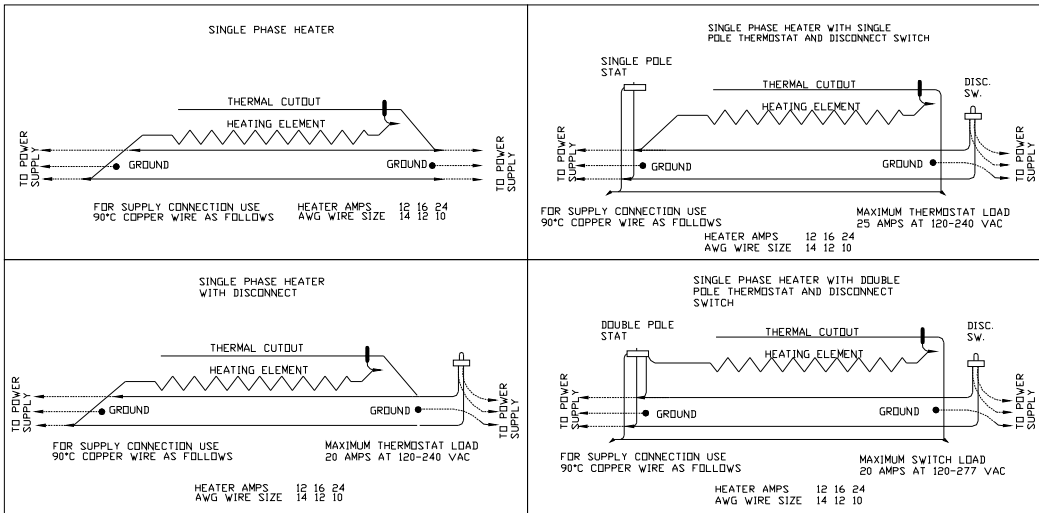 SINGLE PHASE HEATER
THERMAL CUTOUT
HEATING ELEMENT
TO POWER
SUPPLY
GROUND
GROUND
TO POWER
SUPPLY
FOR SUPPLY CONNECTION USE
90°C COPPER WIRE AS FOLLOWS
HEATER AMPS 12 16 24
AWG WIRE SIZE 14 12 10
SINGLE PHASE HEATER WITH SINGLE
POLE THERMOSTAT AND DISCONNECT SWITCH
SINGLE POLE
STAT
THERMAL CUTOUT
HEATING ELEMENT
DISC.
SW.
TO POWER
SUPPLY
GROUND
GROUND
TO POWER
SUPPLY
FOR SUPPLY CONNECTION USE
90°C COPPER WIRE AS FOLLOWS
MAXIMUM THERMOSTAT LOAD
25 AMPS AT 120-240 VAC
HEATER AMPS 12 16 24
AWG WIRE SIZE 14 12 10
SINGLE PHASE HEATER
WITH DISCONNECT
THERMAL CUTOUT
HEATING ELEMENT
TO POWER
SUPPLY
GROUND
GROUND
TO POWER
SUPPLY
FOR SUPPLY CONNECTION USE
90°C COPPER WIRE AS FOLLOWS
MAXIMUM THERMOSTAT LOAD
20 AMPS AT 120-240 VAC
HEATER AMPS 12 16 24
AWG WIRE SIZE 14 12 10
SINGLE PHASE HEATER WITH DOUBLE
POLE THERMOSTAT AND DISCONNECT
SWITCH
DOUBLE POLE
STAT
THERMAL CUTOUT
HEATING ELEMENT
DISC.
SW.
TO POWER
SUPPLY
GROUND
GROUND
TO POWER
SUPPLY
FOR SUPPLY CONNECTION USE
90°C COPPER WIRE AS FOLLOWS
MAXIMUM SWITCH LOAD
20 AMPS AT 120-277 VAC
HEATER AMPS 12 16 24
AWG WIRE SIZE 14 12 10